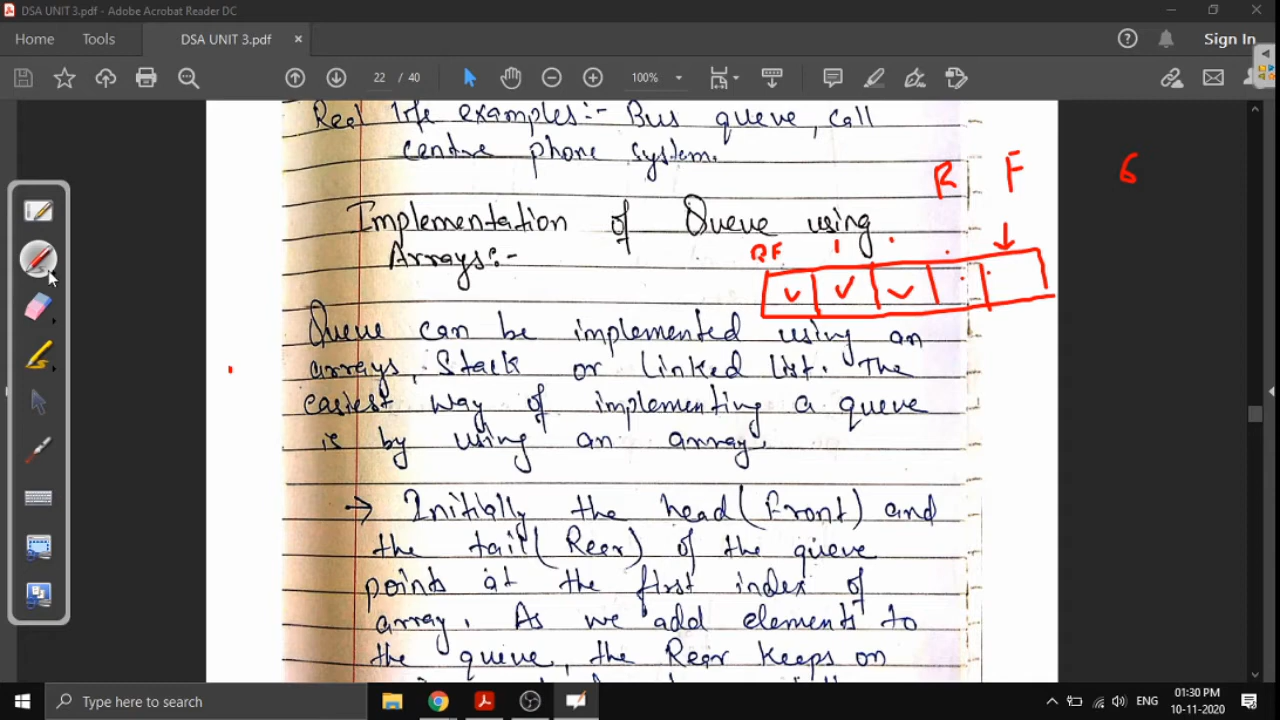 DSA UNIT 3.pdf - Adobe Acrobat Reader DC
Home Tools DSA UNIT 3.pdf Sign In
22 / 40 100%
Real life examples:- Bus queue, call
centre phone system.
R F 6
Implementation of Queue using
Arrays:-
RF
Queue can be implemented using an
arrays, Stack or linked list. The
easiest way of implementing a queue
is by using an array.
→ Initially the head (Front) and
the tail (Rear) of the queue
points at the first index of
array. As we add elements to
the queue, the Rear keeps on
Type here to search
ENG
01:30 PM
10-11-2020